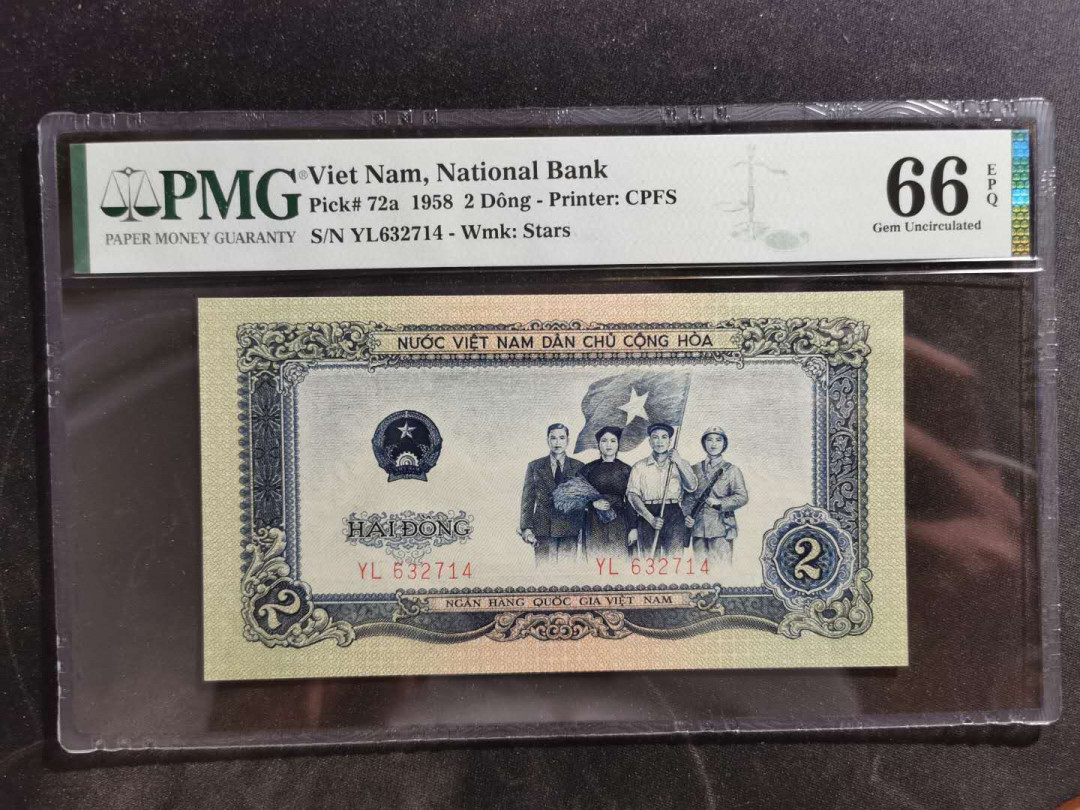 PMG®
PAPER MONEY GUARANTY
Viet Nam, National Bank
Pick# 72a 1958 2 Dông - Printer: CPFS
S/N YL632714 - Wmk: Stars
66
EPQ
Gem Uncirculated
NƯỚC VIỆT NAM DÂN CHỦ CỘNG HÒA
HAI ĐỒNG
YL 632714
YL 632714
2
2
NGÂN HÀNG QUỐC GIA VIỆT NAM